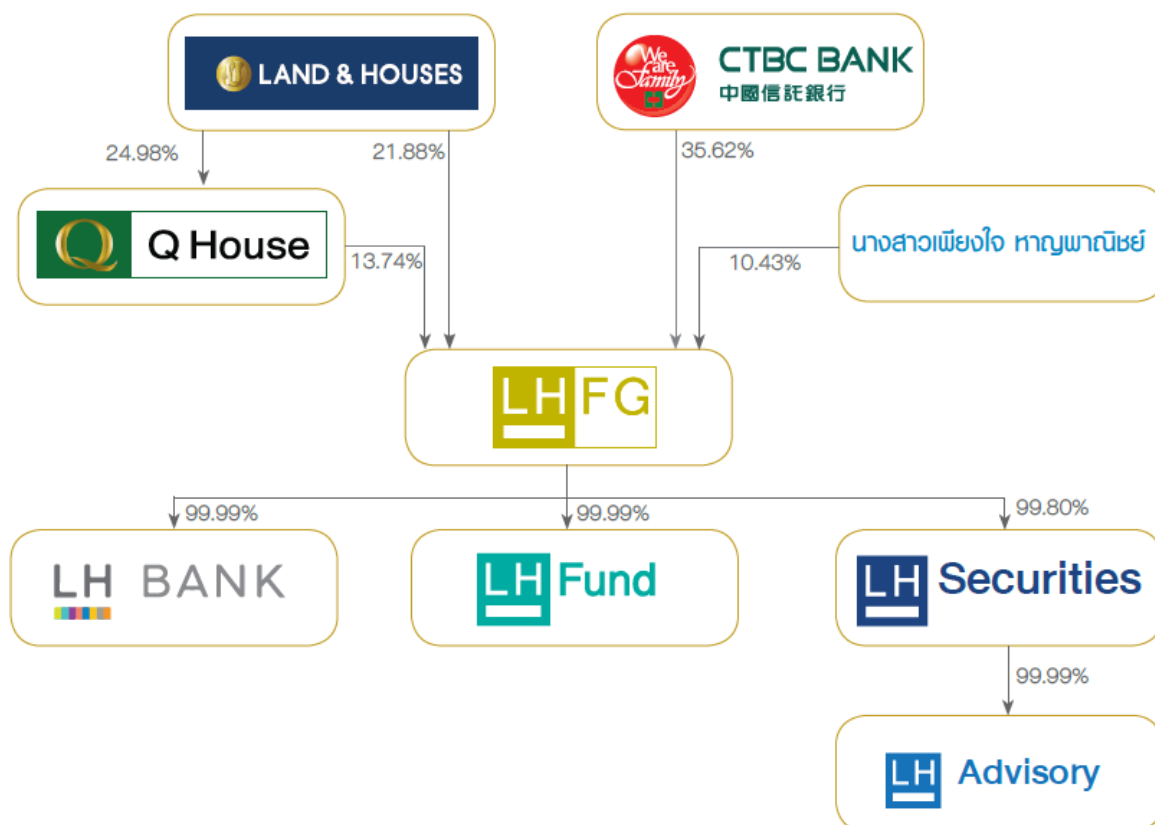 LAND & HOUSES
We are Family
CTBC BANK
中國信託銀行
24.98%
21.88%
35.62%
Q Q House
13.74%
10.43%
นางสาวเพียงใจ หาญพาณิชย์
LH FG
99.99%
99.99%
99.80%
LH BANK
LH Fund
LH Securities
99.99%
LH Advisory